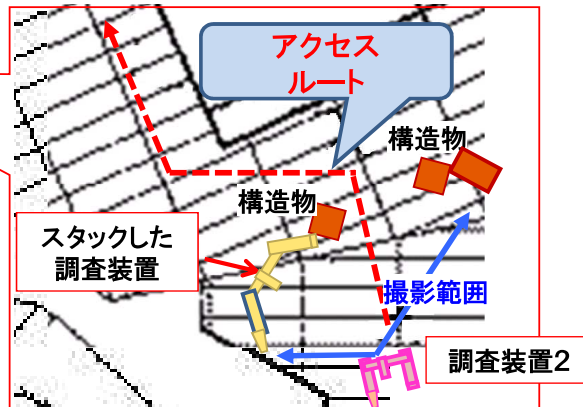 アクセス
ルート
構造物
構造物
スタックした
調査装置
撮影範囲
調査装置2